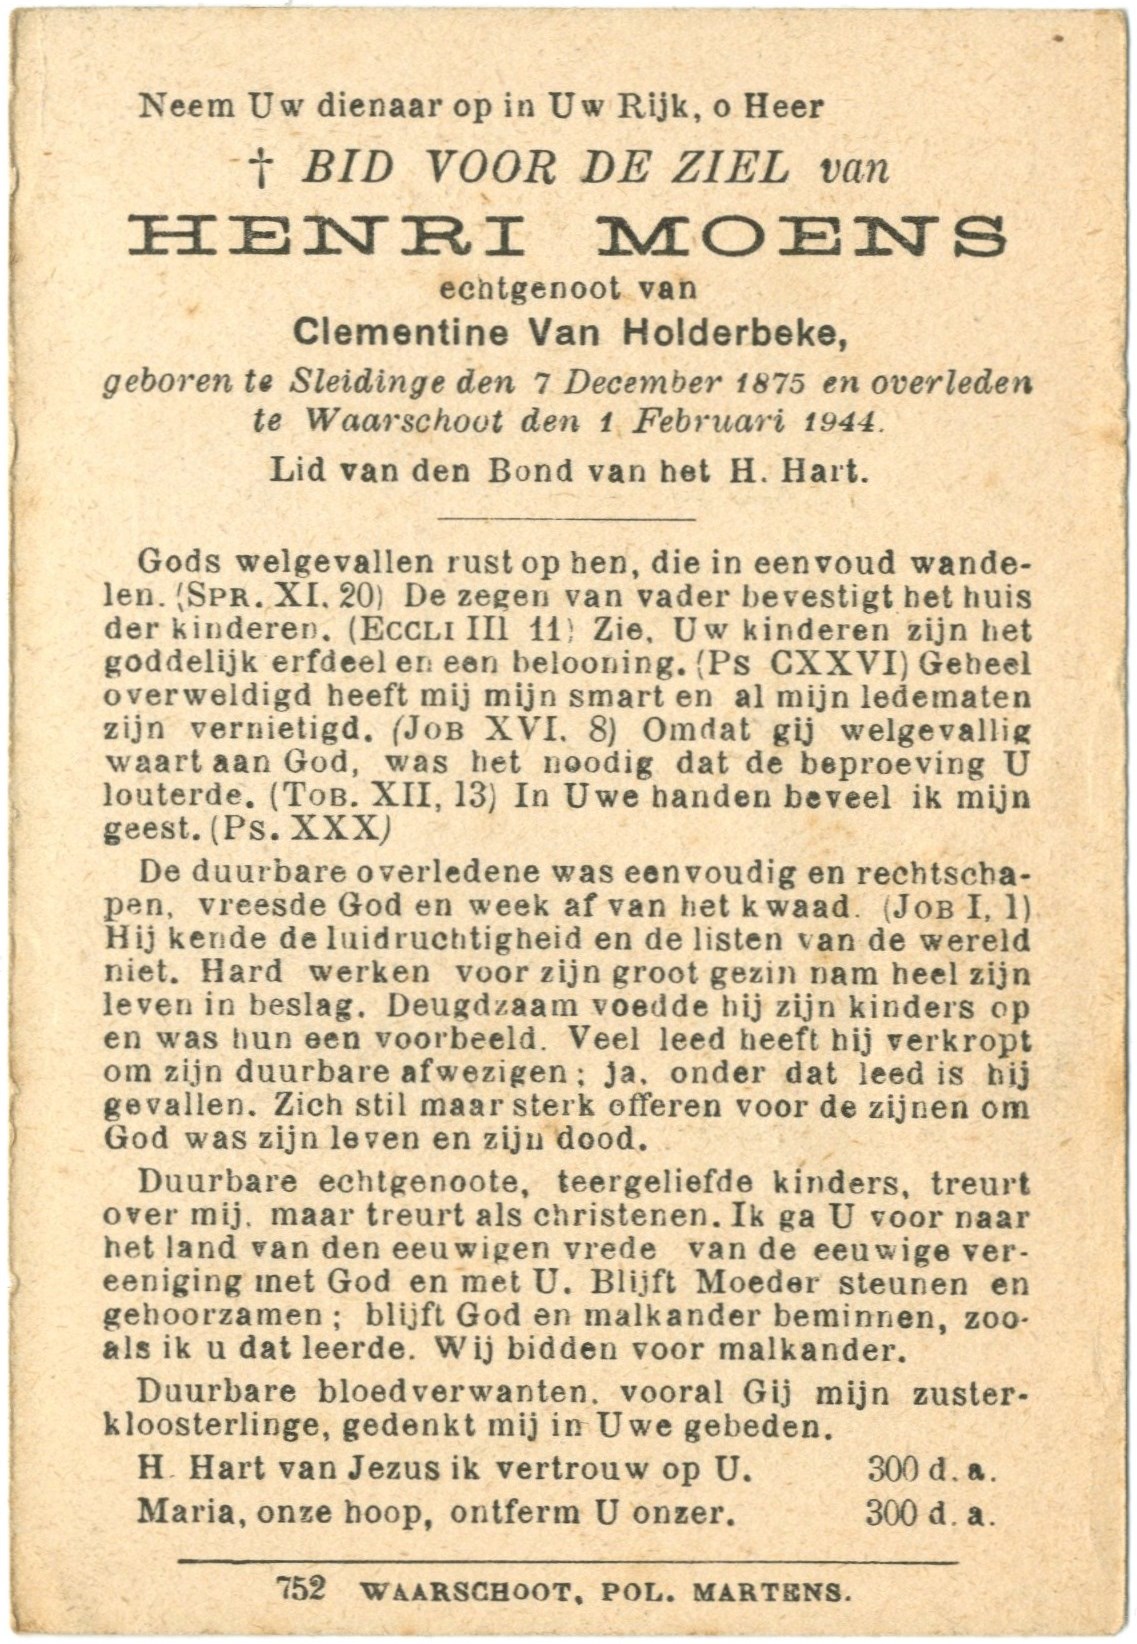 Neem Uw dienaar op in Uw Rijk, o Heer
† BID VOOR DE ZIEL van
HENRI MOENS
echtgenoot van
Clementine Van Holderbeke,
geboren te Sleidinge den 7 December 1875 en overleden
te Waarschoot den 1 Februari 1944.
Lid van den Bond van het H. Hart.
Gods welgevallen rust op hen, die in eenvoud wande-
len. (SPR. XI. 20) De zegen van vader bevestigt het huis
der kinderen. (ECCLI III 11) Zie, Uw kinderen zijn het
goddelijk erfdeel en een belooning. (PS CXXVI) Geheel
overweldigd heeft mij mijn smart en al mijn ledematen
zijn vernietigd. (JOB XVI. 8) Omdat gij welgevallig
waart aan God, was het noodig dat de beproeving U
louterde. (TOB. XII, 13) In Uwe handen beveel ik mijn
geest. (PS. XXX)
De duurbare overledene was eenvoudig en rechtscha-
pen, vreesde God en week af van het kwaad. (JOB I, 1)
Hij kende de luidruchtigheid en de listen van de wereld
niet. Hard werken voor zijn groot gezin nam heel zijn
leven in beslag. Deugdzaam voedde hij zijn kinders op
en was hun een voorbeeld. Veel leed heeft hij verkropt
om zijn duurbare afwezigen ; ja, onder dat leed is hij
gevallen. Zich stil maar sterk offeren voor de zijnen om
God was zijn leven en zijn dood.
Duurbare echtgenoote, teergeliefde kinders, treurt
over mij, maar treurt als christenen. Ik ga U voor naar
het land van den eeuwigen vrede van de eeuwige ver-
eeniging met God en met U. Blijft Moeder steunen en
gehoorzamen ; blijft God en malkander beminnen, zoo-
als ik u dat leerde. Wij bidden voor malkander.
Duurbare bloedverwanten, vooral Gij mijn zuster-
kloosterlinge, gedenkt mij in Uwe gebeden.
H. Hart van Jezus ik vertrouw op U. 300 d. a.
Maria, onze hoop, ontferm U onzer. 300 d. a.
752 WAARSCHOOT, POL. MARTENS.